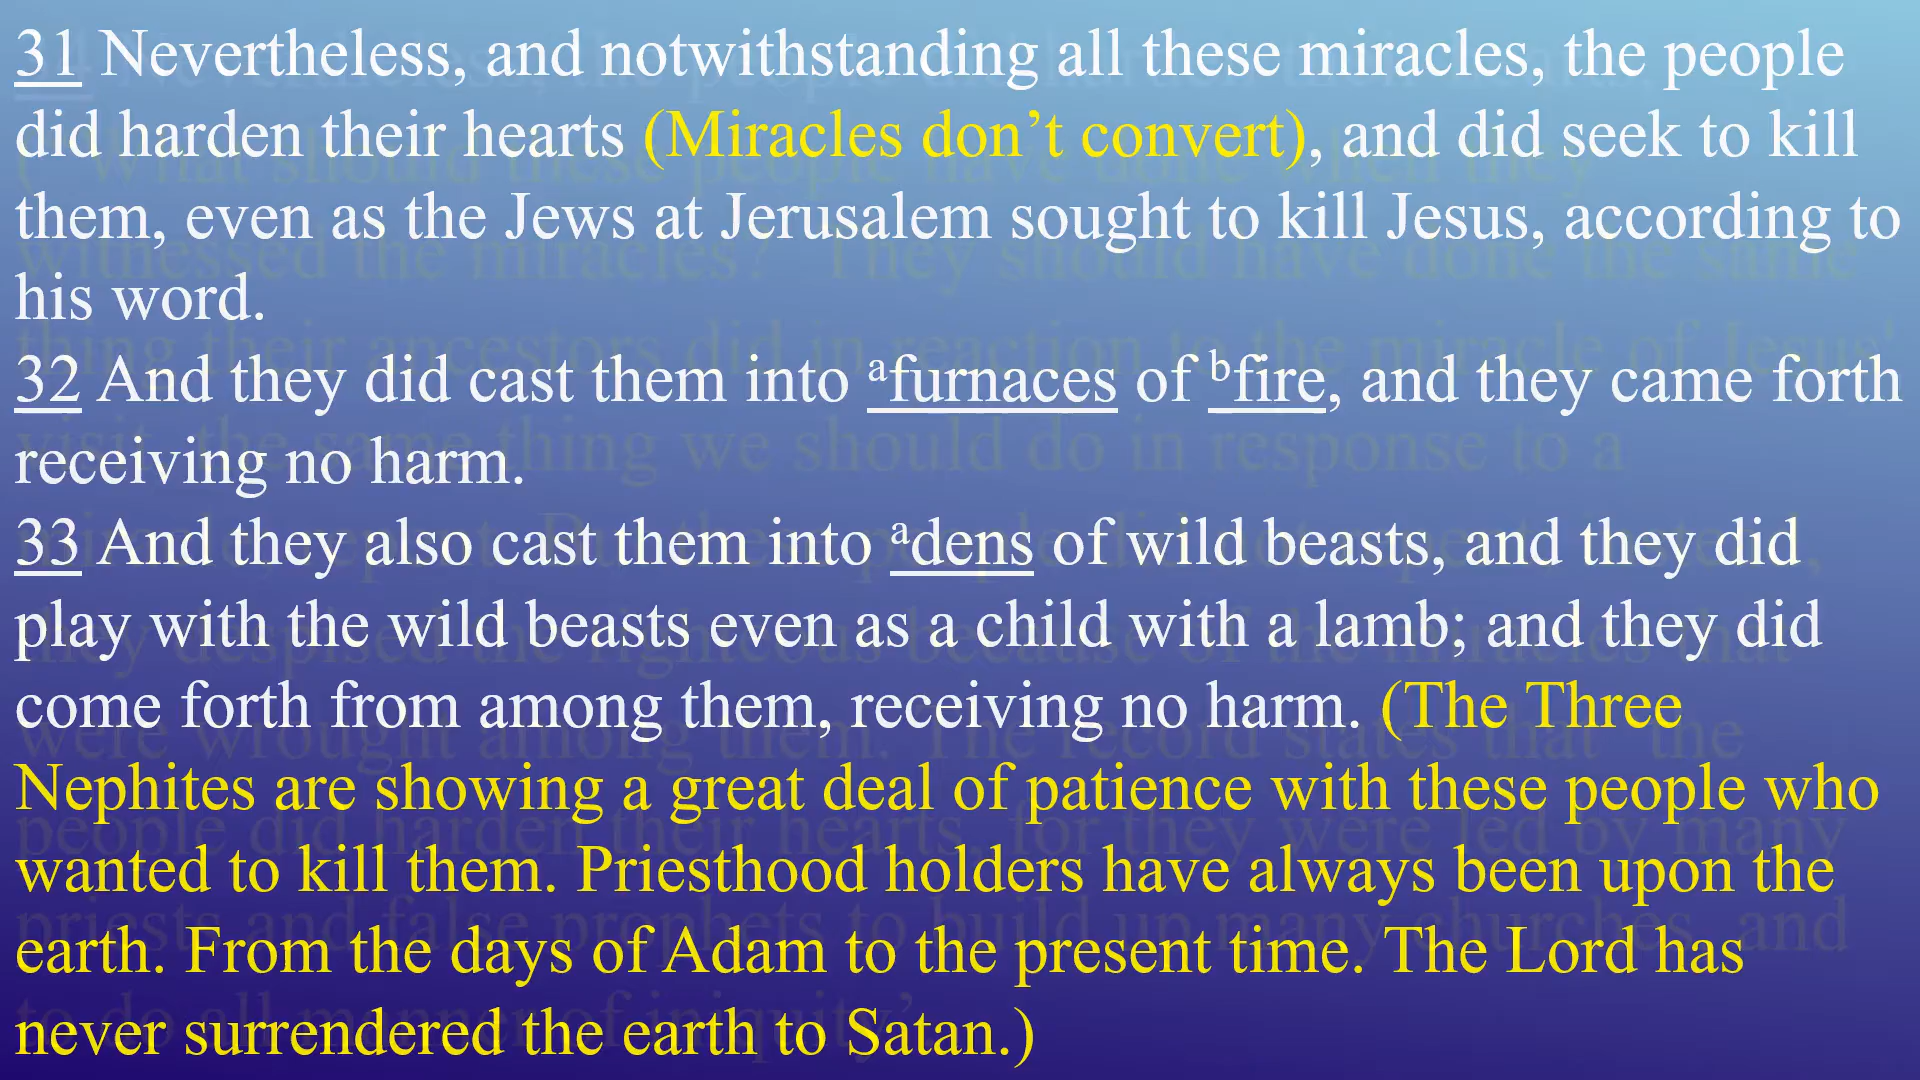 31 Nevertheless, and notwithstanding all these miracles, the people
did harden their hearts (Miracles don’t convert), and did seek to kill
them, even as the Jews at Jerusalem sought to kill Jesus, according to
his word.
32 And they did cast them into afurnaces of bfire, and they came forth
receiving no harm.
33 And they also cast them into adens of wild beasts, and they did
play with the wild beasts even as a child with a lamb; and they did
come forth from among them, receiving no harm. (The Three
Nephites are showing a great deal of patience with these people who
wanted to kill them. Priesthood holders have always been upon the
earth. From the days of Adam to the present time. The Lord has
never surrendered the earth to Satan.)